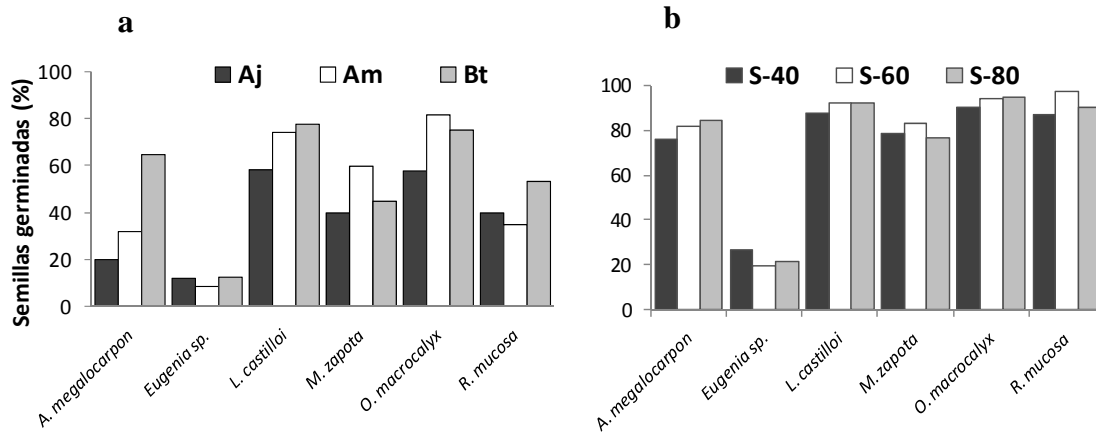 a
Aj Am Bt
Semillas germinadas (%)
100
80
60
40
20
0
A. megalocarpon
Eugenia sp.
L. castilloi
M. zapota
O. macrocalyx
R. mucosa
b
S-40 S-60 S-80
100
80
60
40
20
0
A. megalocarpon
Eugenia sp.
L. castilloi
M. zapota
O. macrocalyx
R. mucosa